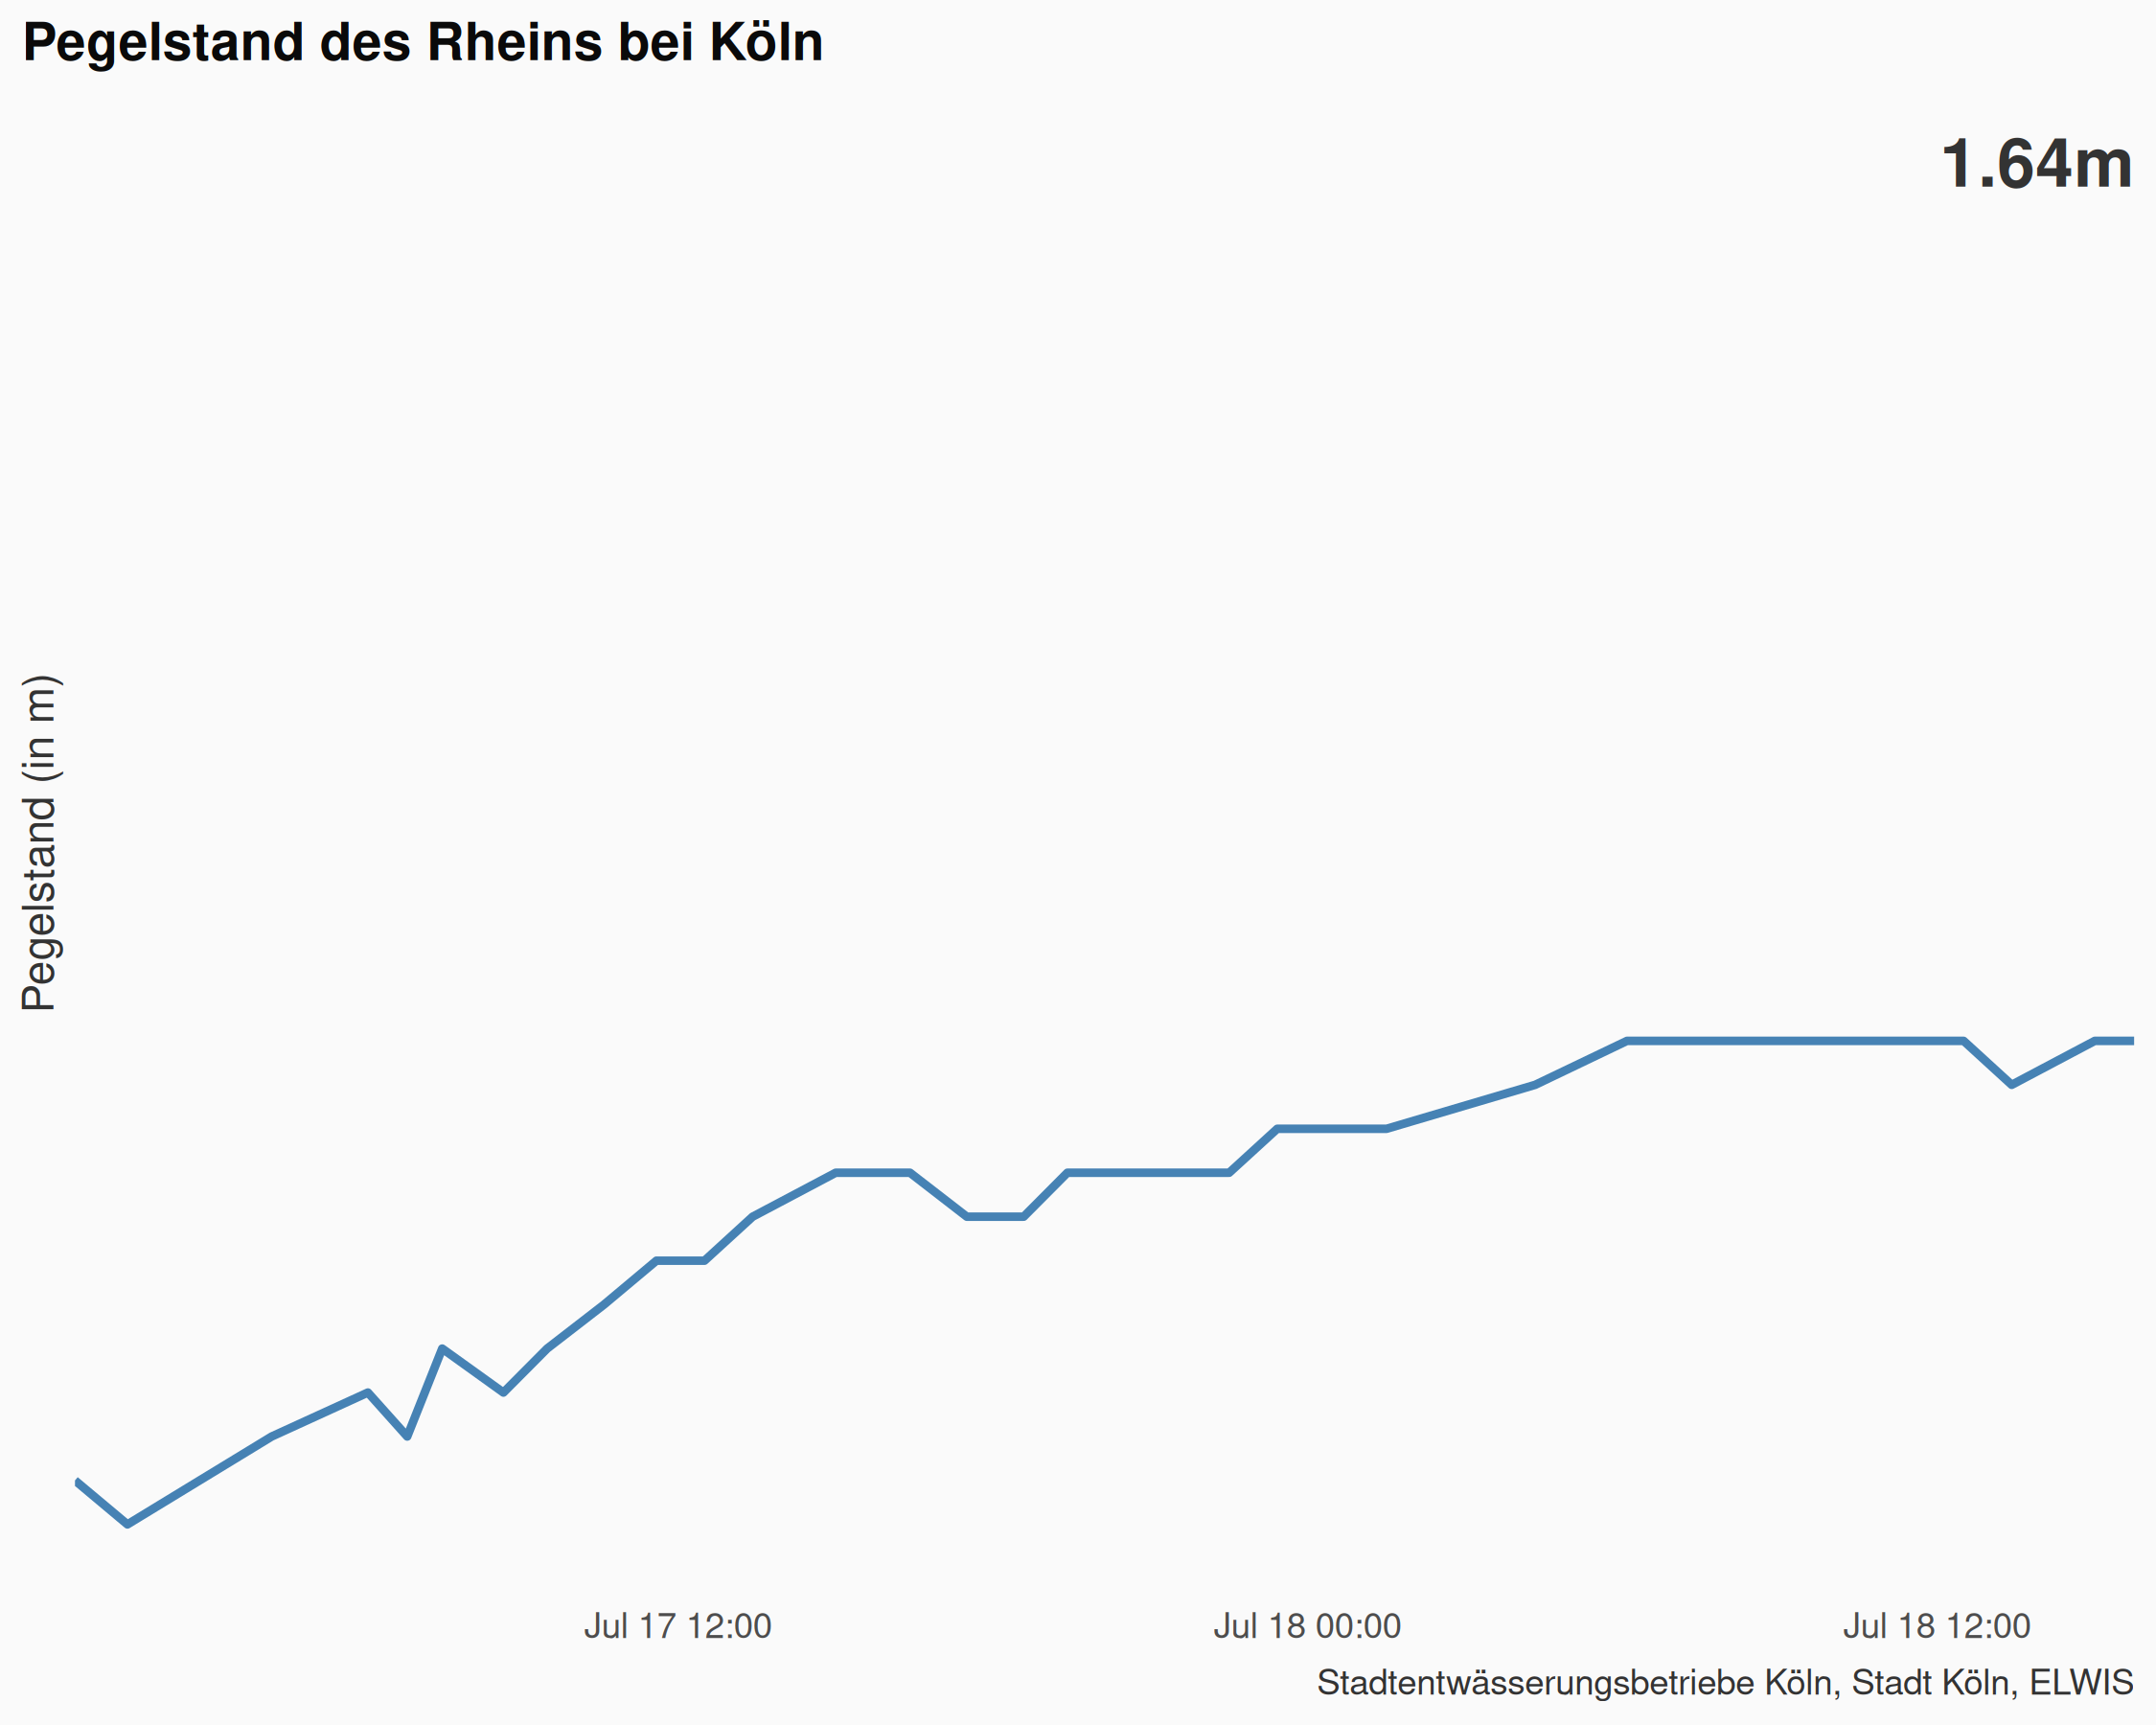 Pegelstand des Rheins bei Köln
1.64m
Pegelstand (in m)
Jul 17 12:00
Jul 18 00:00
Jul 18 12:00
Stadtentwässerungsbetriebe Köln, Stadt Köln, ELWIS